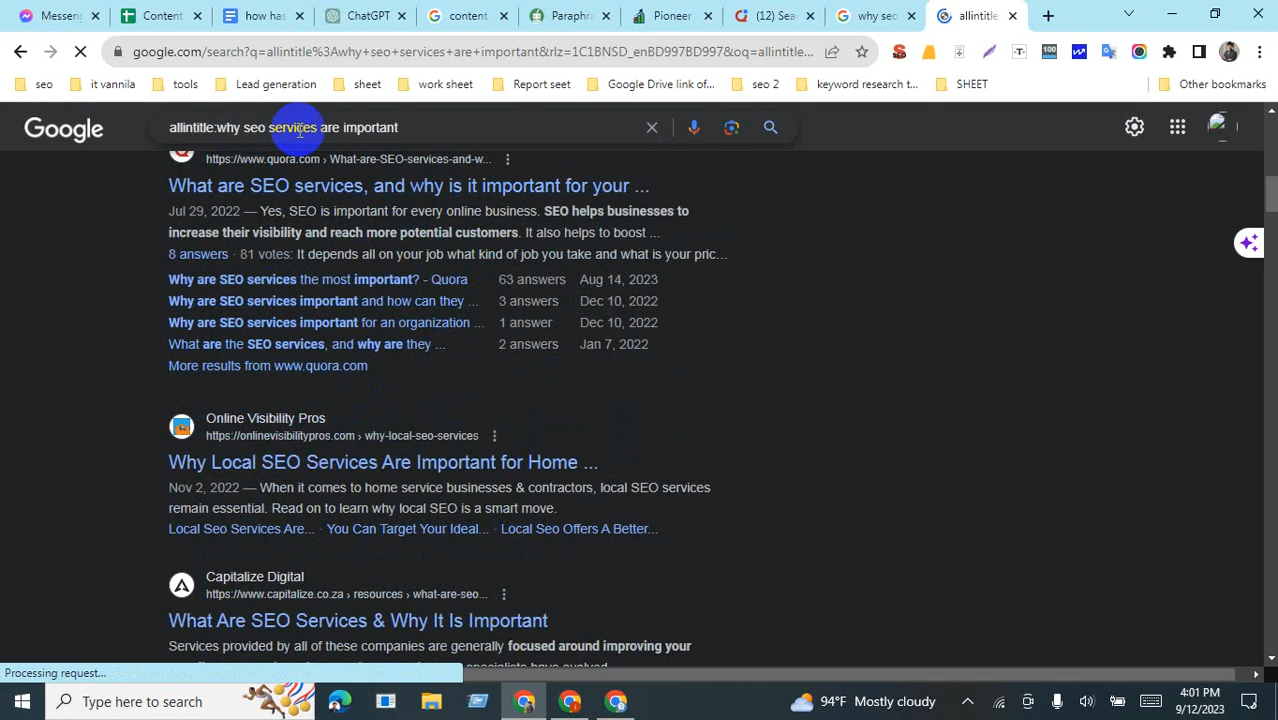 Messeng
Content
how has
ChatGPT
content
Paraphra
Pioneer
(12) Sea
why seo
allintitle
google.com/search?q=allintitle%3Awhy+seo+services+are+important&rlz=1C1BNSD_enBD997BD997&oq=allintitle...
seo
it vannila
tools
Lead generation
sheet
work sheet
Report seet
Google Drive link of...
seo 2
keyword research t...
SHEET
Other bookmarks
Google
allintitle:why seo services are important
https://www.quora.com › What-are-SEO-services-and-w...
What are SEO services, and why is it important for your ...
Jul 29, 2022 — Yes, SEO is important for every online business. SEO helps businesses to
increase their visibility and reach more potential customers. It also helps to boost ...
8 answers · 81 votes: It depends all on your job what kind of job you take and what is your pric...
Why are SEO services the most important? - Quora 63 answers Aug 14, 2023
Why are SEO services important and how can they ... 3 answers Dec 10, 2022
Why are SEO services important for an organization ... 1 answer Dec 10, 2022
What are the SEO services, and why are they ... 2 answers Jan 7, 2022
More results from www.quora.com
Online Visibility Pros
https://onlinevisibilitypros.com › why-local-seo-services
Why Local SEO Services Are Important for Home ...
Nov 2, 2022 — When it comes to home service businesses & contractors, local SEO services
remain essential. Read on to learn why local SEO is a smart move.
Local Seo Services Are... · You Can Target Your Ideal... · Local Seo Offers A Better...
Capitalize Digital
https://www.capitalize.co.za › resources › what-are-seo...
What Are SEO Services & Why It Is Important
Services provided by all of these companies are generally focused around improving your
Processing request...
Type here to search
94°F Mostly cloudy
4:01 PM
9/12/2023